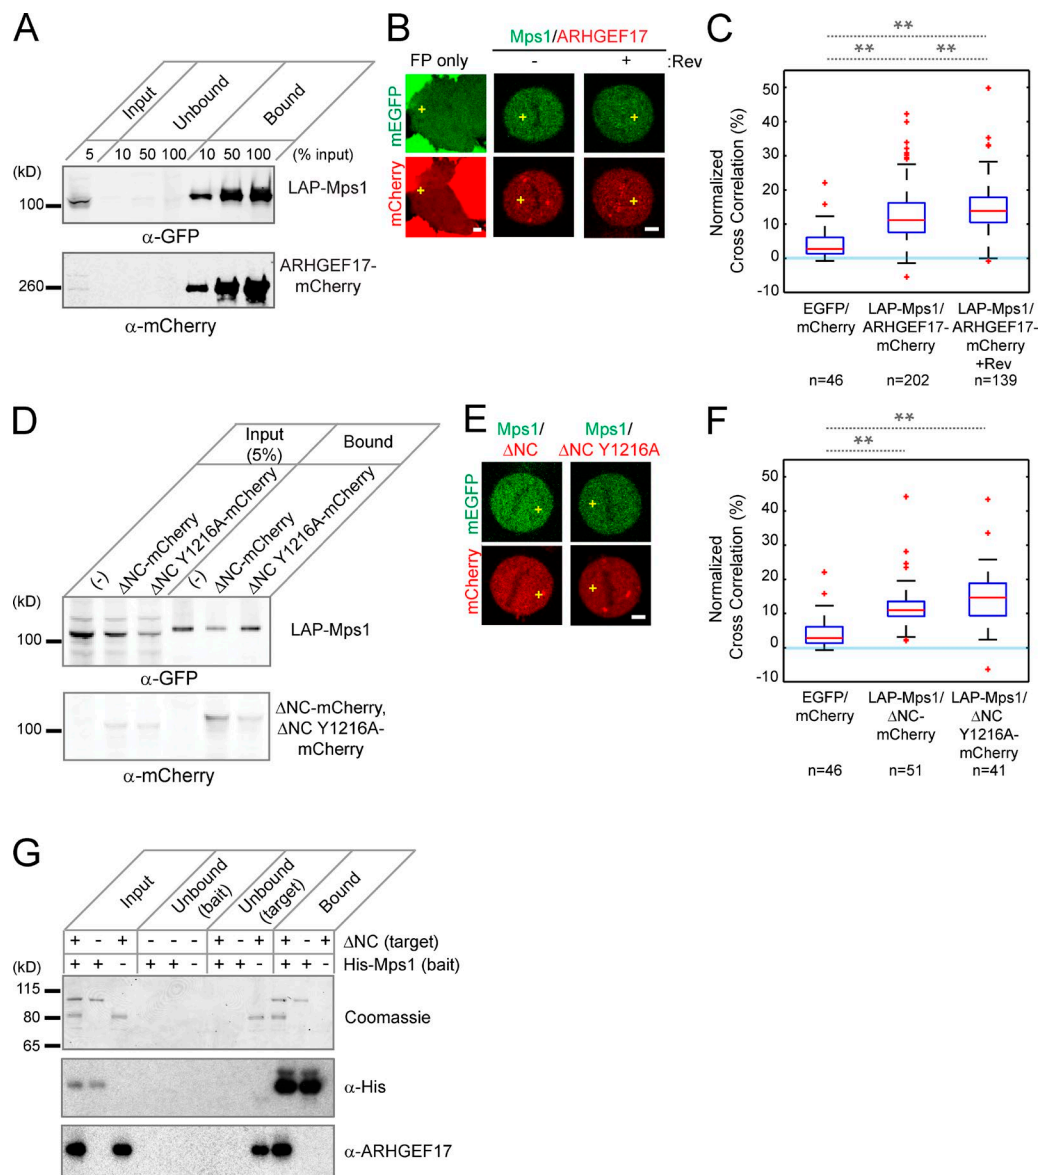 A
Input
Unbound
Bound
5 10 50 100 10 50 100 (% input)
(kD)
100
LAP-Mps1
α-GFP
260
ARHGEF17-
mCherry
α-mCherry
B
Mps1/ARHGEF17
FP only - + :Rev
mEGFP
mCherry
C
** 
** **
Normalized
Cross Correlation (%)
50
40
30
20
10
0
-10
EGFP/
mCherry
n=46
LAP-Mps1/
ARHGEF17-
mCherry
n=202
LAP-Mps1/
ARHGEF17-
mCherry
+Rev
n=139
D
Input
(5%)
Bound
(-)
ΔNC-mCherry
ΔNC Y1216A-mCherry
(-)
ΔNC-mCherry
ΔNC Y1216A-mCherry
(kD)
100
LAP-Mps1
α-GFP
100
ΔNC-mCherry,
ΔNC Y1216A-
mCherry
α-mCherry
E
Mps1/
ΔNC
Mps1/
ΔNC Y1216A
mEGFP
mCherry
F
**
**
Normalized
Cross Correlation (%)
50
40
30
20
10
0
-10
EGFP/
mCherry
n=46
LAP-Mps1/
ΔNC-
mCherry
n=51
LAP-Mps1/
ΔNC
Y1216A-
mCherry
n=41
G
Input
Unbound
(bait)
Unbound
(target)
Bound
+ - + - - - + - + + - + ΔNC (target)
+ + - + + - + + - + + - His-Mps1 (bait)
(kD)
115
80
65
Coomassie
α-His
α-ARHGEF17